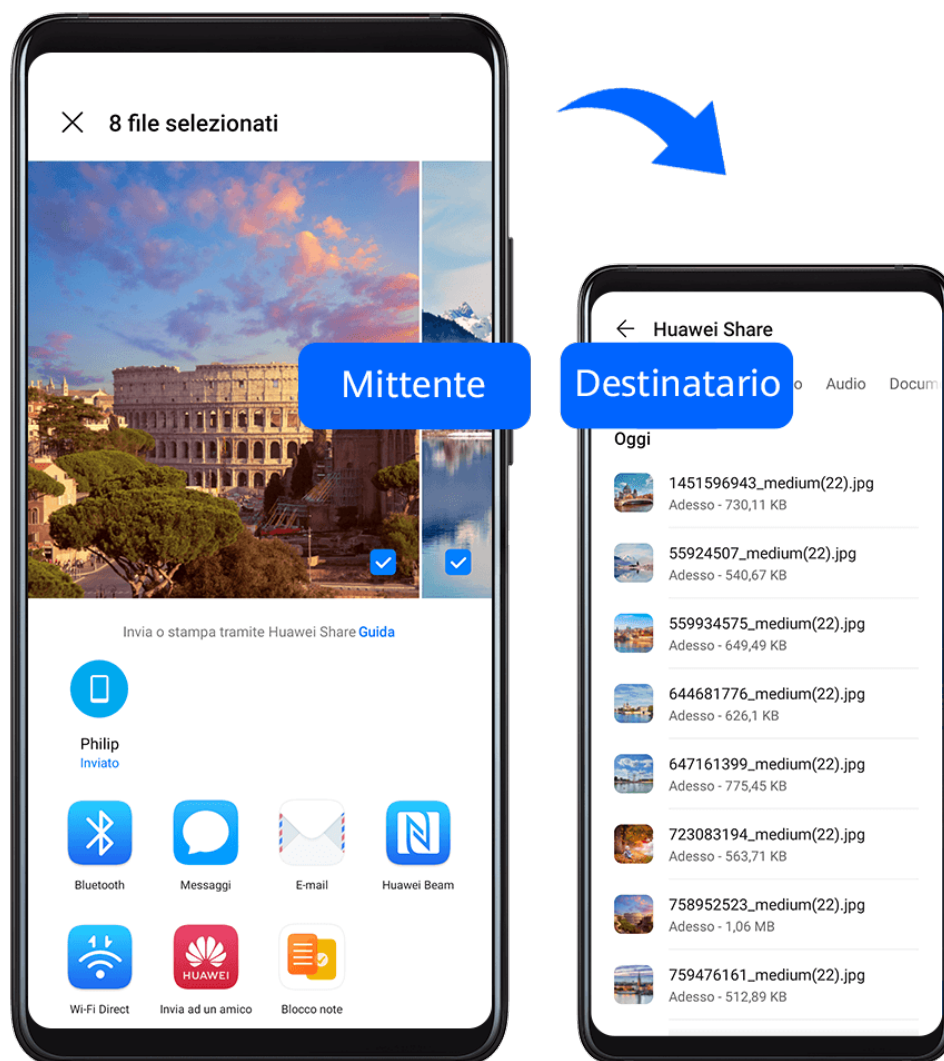 8 file selezionati
Mittente
Invia o stampa tramite Huawei Share Guida
Philip
Inviato
Bluetooth
Messaggi
E-mail
Huawei Beam
HUAWEI
Wi-Fi Direct
Invia ad un amico
Blocco note
Huawei Share
Destinatario
o Audio Docum
Oggi
1451596943_medium(22).jpg
Adesso - 730,11 KB
55924507_medium(22).jpg
Adesso - 540,67 KB
559934575_medium(22).jpg
Adesso - 649,49 KB
644681776_medium(22).jpg
Adesso - 626,1 KB
647161399_medium(22).jpg
Adesso - 775,45 KB
723083194_medium(22).jpg
Adesso - 563,71 KB
758952523_medium(22).jpg
Adesso - 1,06 MB
759476161_medium(22).jpg
Adesso - 512,89 KB